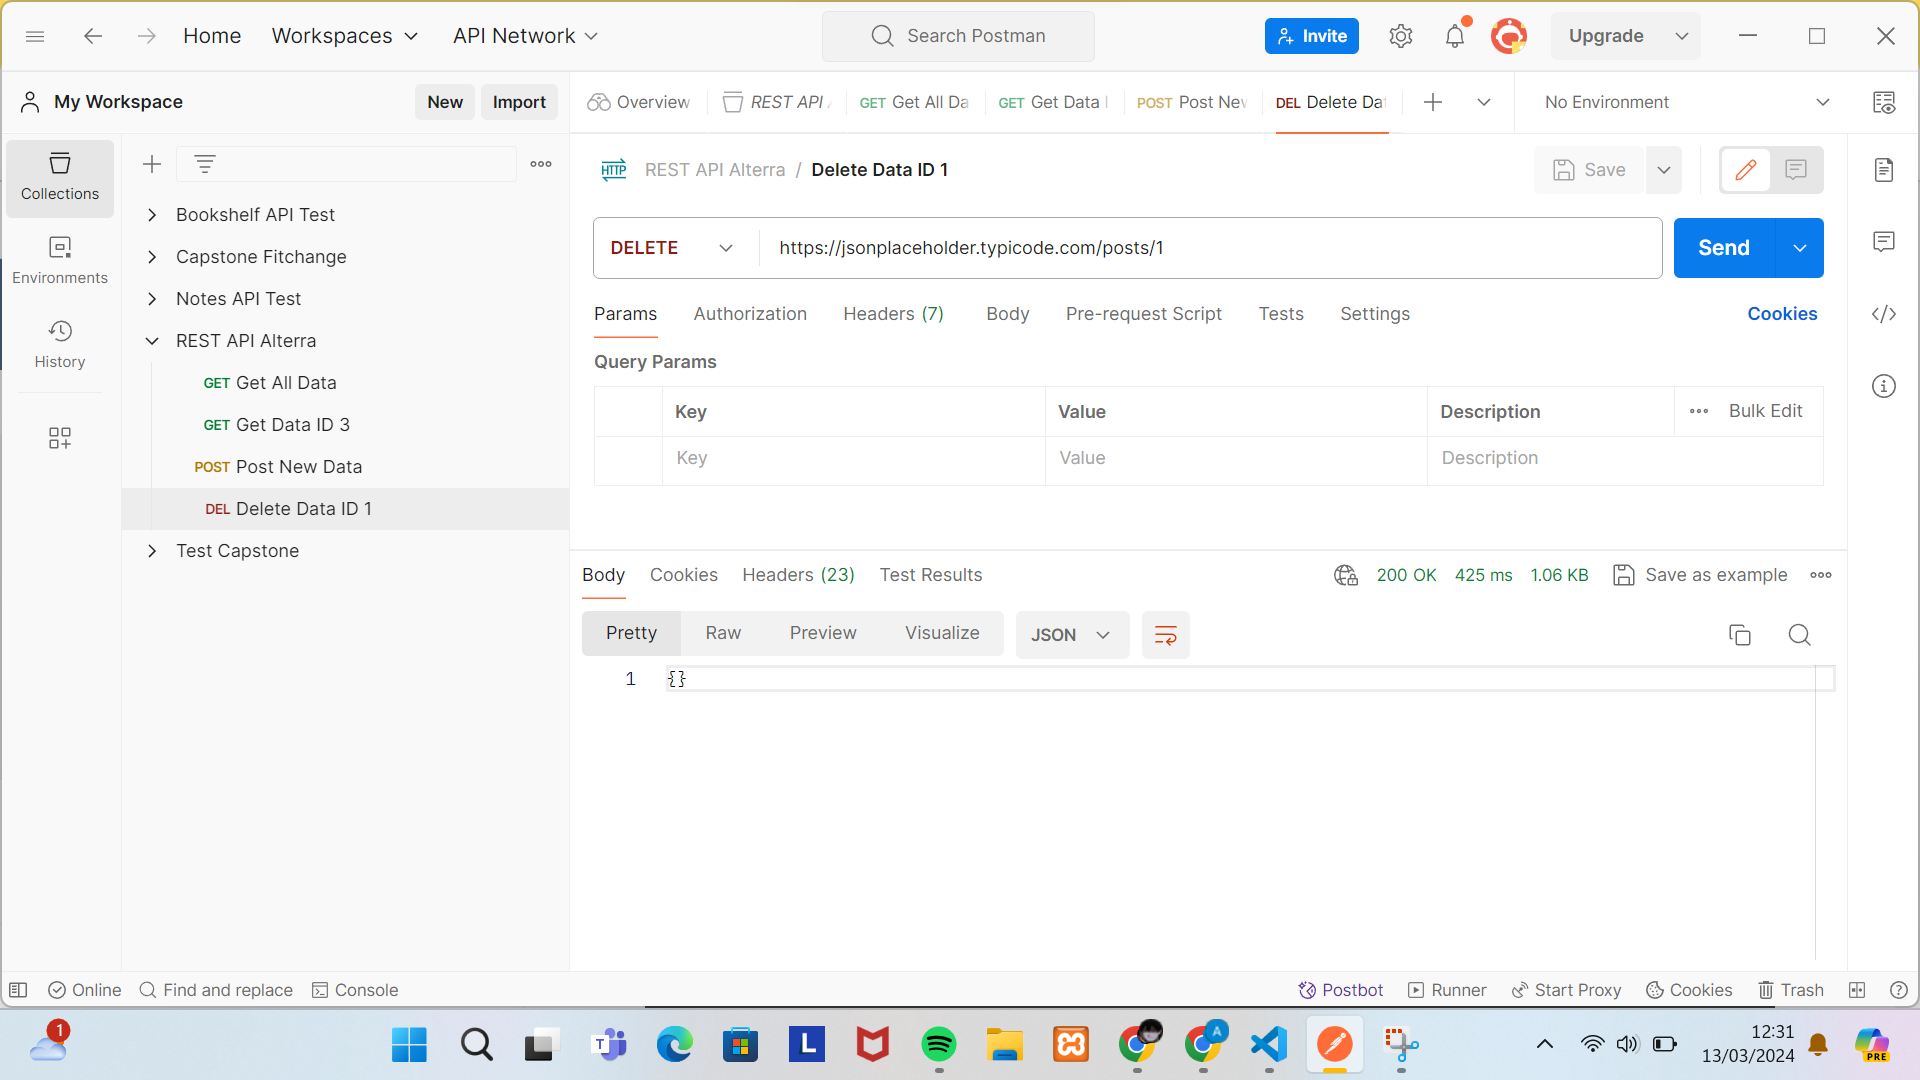 Home Workspaces API Network Search Postman Invite Upgrade
My Workspace New Import
Overview REST API GET Get All Da GET Get Data POST Post Nev DEL Delete Da No Environment
Collections
Environments
History
Bookshelf API Test
Capstone Fitchange
Notes API Test
REST API Alterra
GET Get All Data
GET Get Data ID 3
POST Post New Data
DEL Delete Data ID 1
Test Capstone
HTTP REST API Alterra / Delete Data ID 1 Save
DELETE https://jsonplaceholder.typicode.com/posts/1 Send
Params Authorization Headers (7) Body Pre-request Script Tests Settings Cookies
Query Params
Key Value Description Bulk Edit
Key Value Description
Body Cookies Headers (23) Test Results 200 OK 425 ms 1.06 KB Save as example
Pretty Raw Preview Visualize JSON
1 {}
Online Find and replace Console Postbot Runner Start Proxy Cookies Trash
1 T L A PRE
12:31
13/03/2024